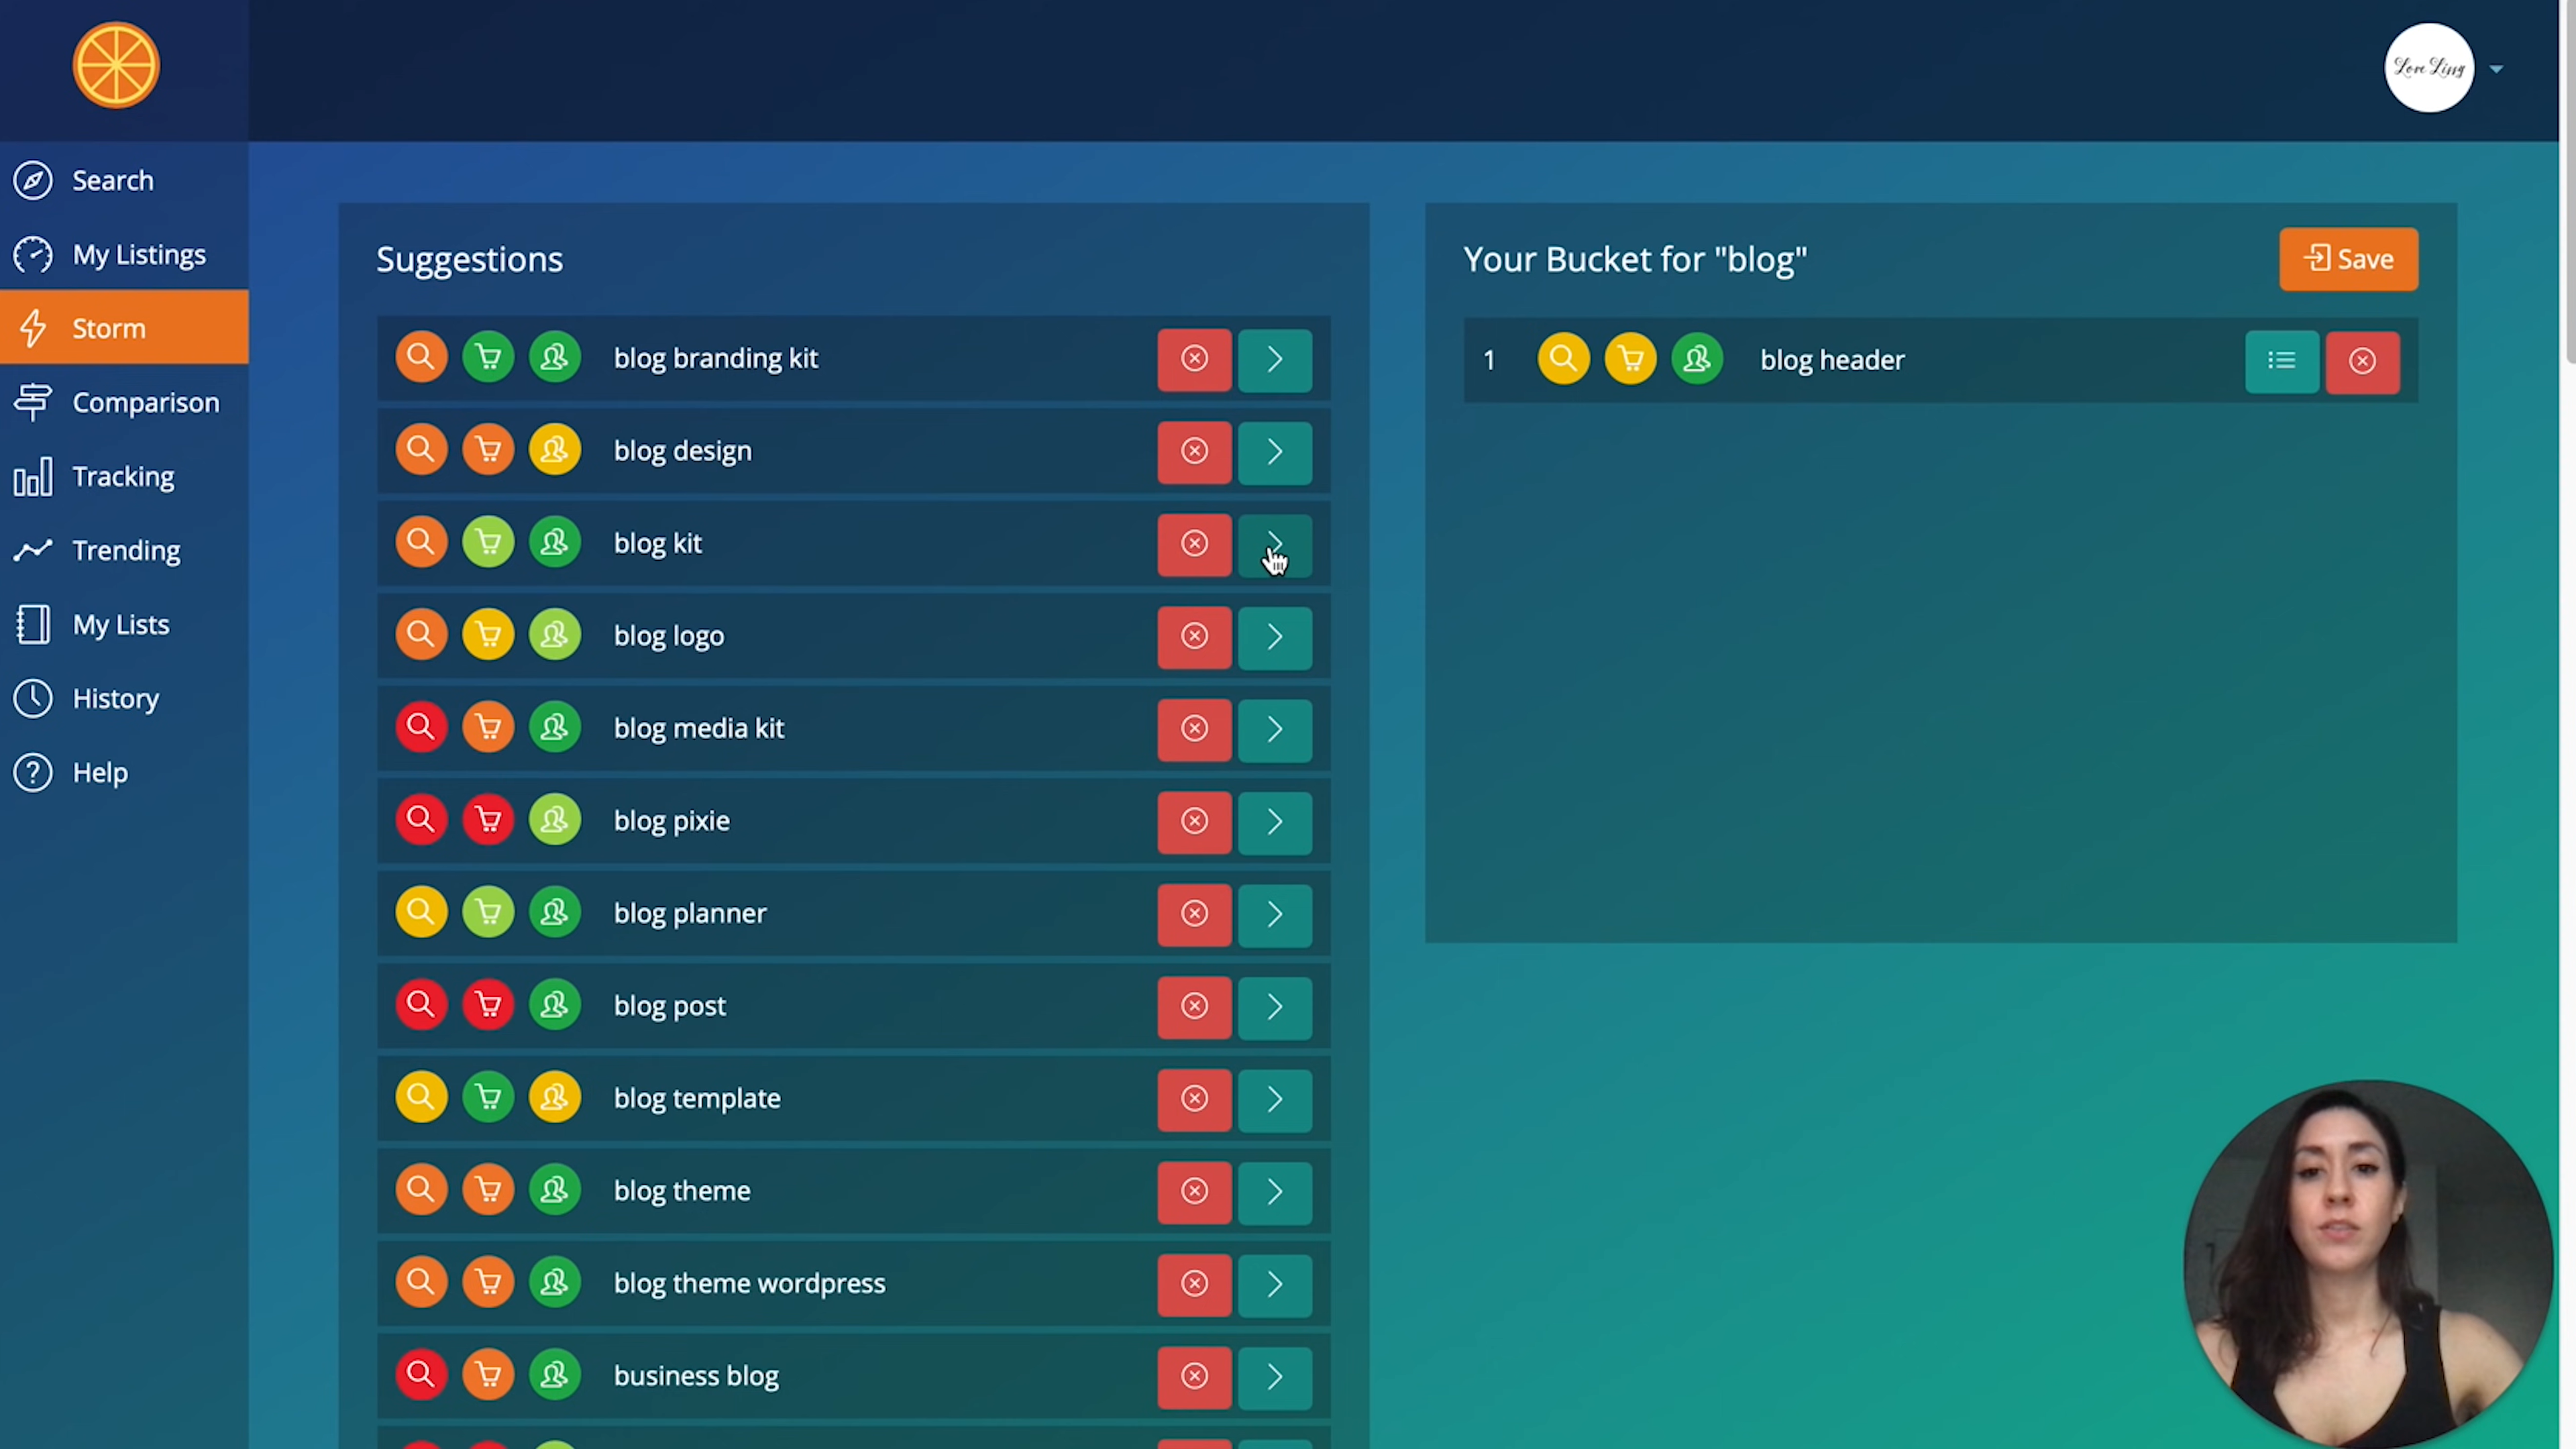 Love Lissy
Search
My Listings
Storm
Comparison
Tracking
Trending
My Lists
History
Help
Suggestions
blog branding kit
blog design
blog kit
blog logo
blog media kit
blog pixie
blog planner
blog post
blog template
blog theme
blog theme wordpress
business blog
Your Bucket for "blog"
Save
1 blog header